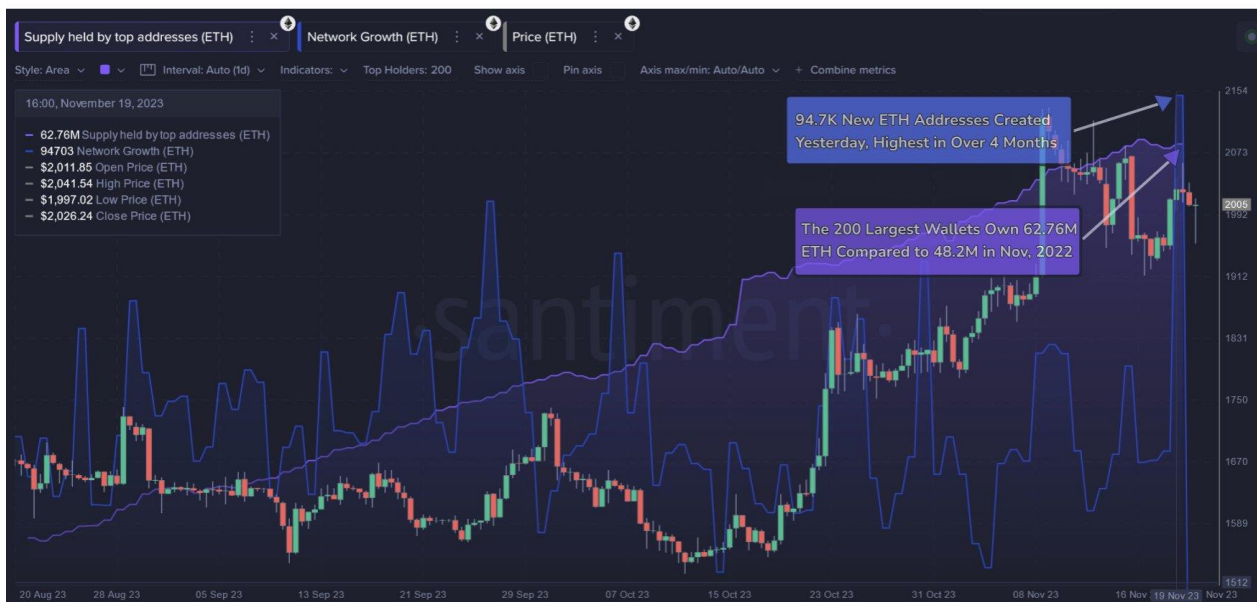 Supply held by top addresses (ETH) ⋮ × Network Growth (ETH) ⋮ × Price (ETH) ⋮ ×
Style: Area Interval: Auto (1d) Indicators: Top Holders: 200 Show axis Pin axis Axis max/min: Auto/Auto + Combine metrics
16:00, November 19, 2023
62.76M Supply held by top addresses (ETH)
94703 Network Growth (ETH)
$2,011.85 Open Price (ETH)
$2,041.54 High Price (ETH)
$1,997.02 Low Price (ETH)
$2,026.24 Close Price (ETH)
94.7K New ETH Addresses Created
Yesterday, Highest in Over 4 Months
The 200 Largest Wallets Own 62.76M
ETH Compared to 48.2M in Nov, 2022
·santiment·
2154
2073
2005
1992
1912
1831
1750
1670
1589
1512
20 Aug 23 28 Aug 23 05 Sep 23 13 Sep 23 21 Sep 23 29 Sep 23 07 Oct 23 15 Oct 23 23 Oct 23 31 Oct 23 08 Nov 23 16 Nov 19 Nov 23 Nov 23